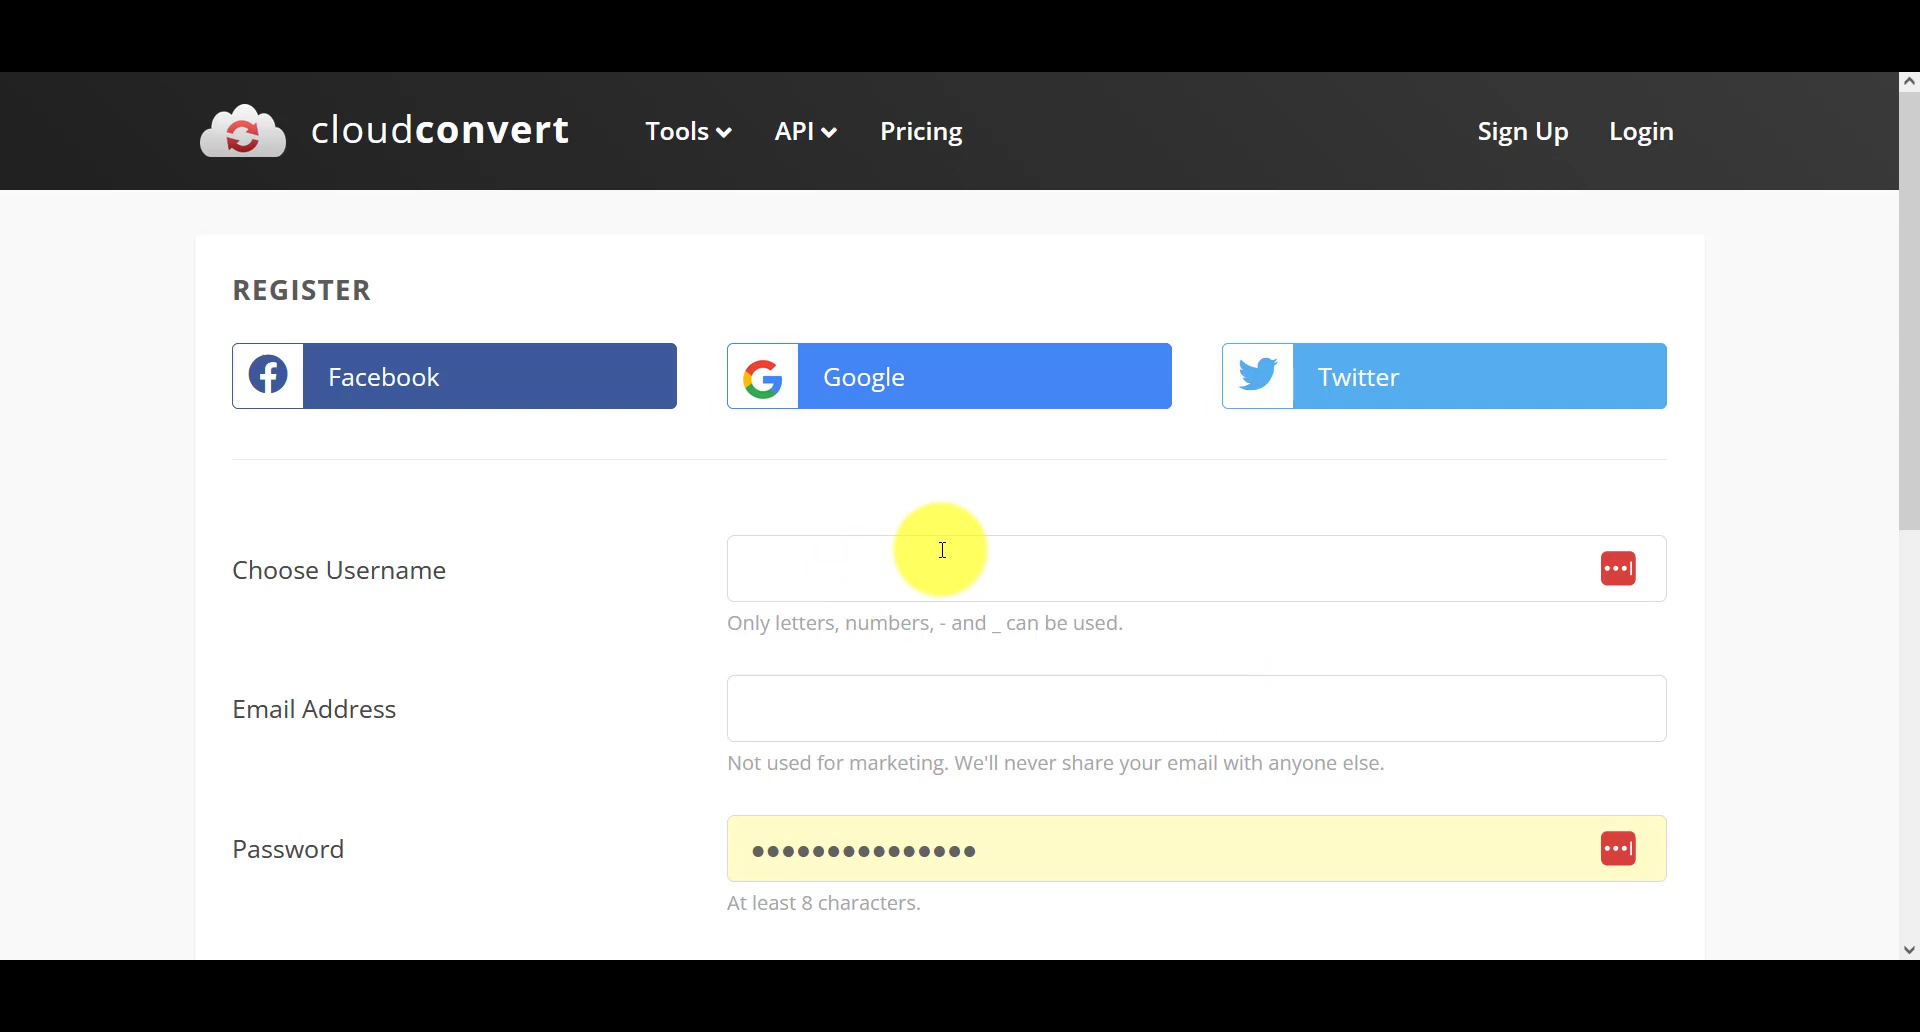 cloudconvert Tools API Pricing Sign Up Login
REGISTER
Facebook Google Twitter
Choose Username
Only letters, numbers, - and _ can be used.
Email Address
Not used for marketing. We'll never share your email with anyone else.
Password
At least 8 characters.